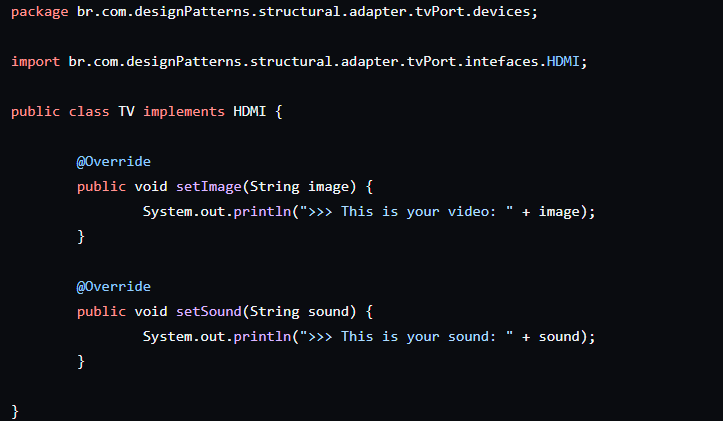 package br.com.designPatterns.structural.adapter.tvPort.devices;
import br.com.designPatterns.structural.adapter.tvPort.intefaces.HDMI;
public class TV implements HDMI {
@Override
public void setImage(String image) {
System.out.println(">>> This is your video: " + image);
}
@Override
public void setSound(String sound) {
System.out.println(">>> This is your sound: " + sound);
}
}